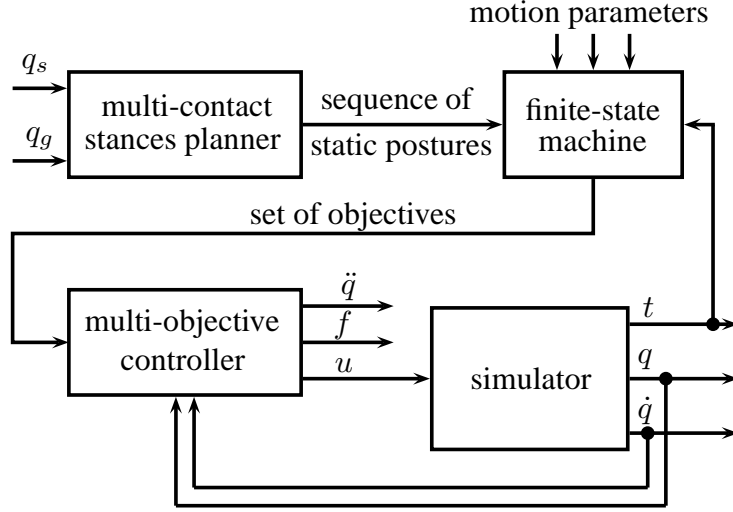 motion parameters
q_s
multi-contact
stances planner
q_g
sequence of
static postures
finite-state
machine
set of objectives
multi-objective
controller
q̈
f
u
simulator
t
q
q̇